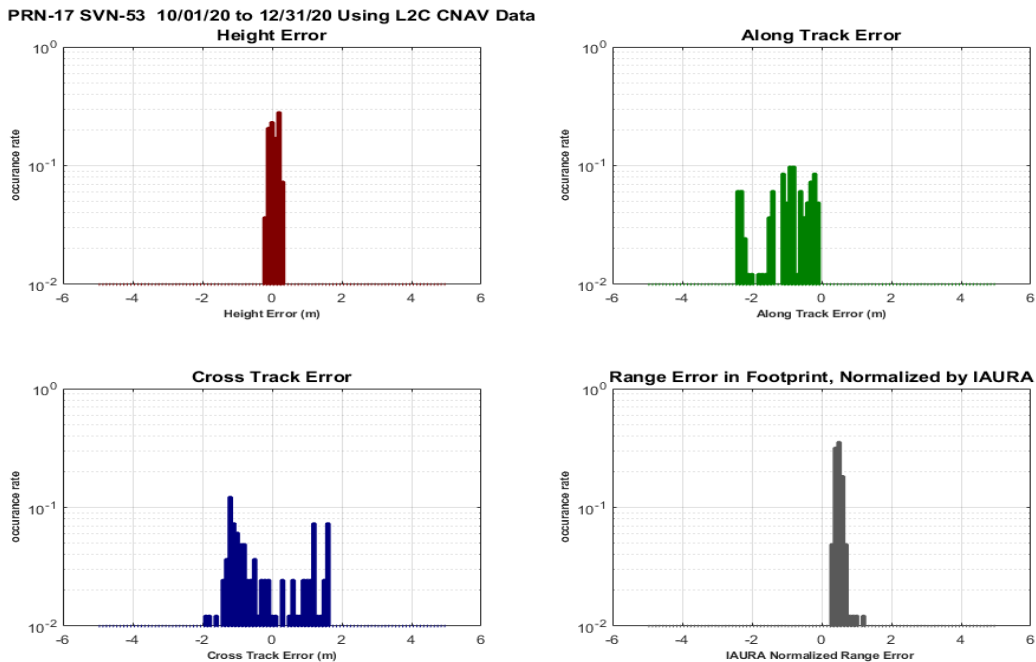 PRN-17 SVN-53 10/01/20 to 12/31/20 Using L2C CNAV Data
Height Error
10^0
10^-1
10^-2
occurance rate
-6 -4 -2 0 2 4 6
Height Error (m)
Along Track Error
10^0
10^-1
10^-2
occurance rate
-6 -4 -2 0 2 4 6
Along Track Error (m)
Cross Track Error
10^0
10^-1
10^-2
occurance rate
-6 -4 -2 0 2 4 6
Cross Track Error (m)
Range Error in Footprint, Normalized by IAURA
10^0
10^-1
10^-2
occurance rate
-6 -4 -2 0 2 4 6
IAURA Normalized Range Error